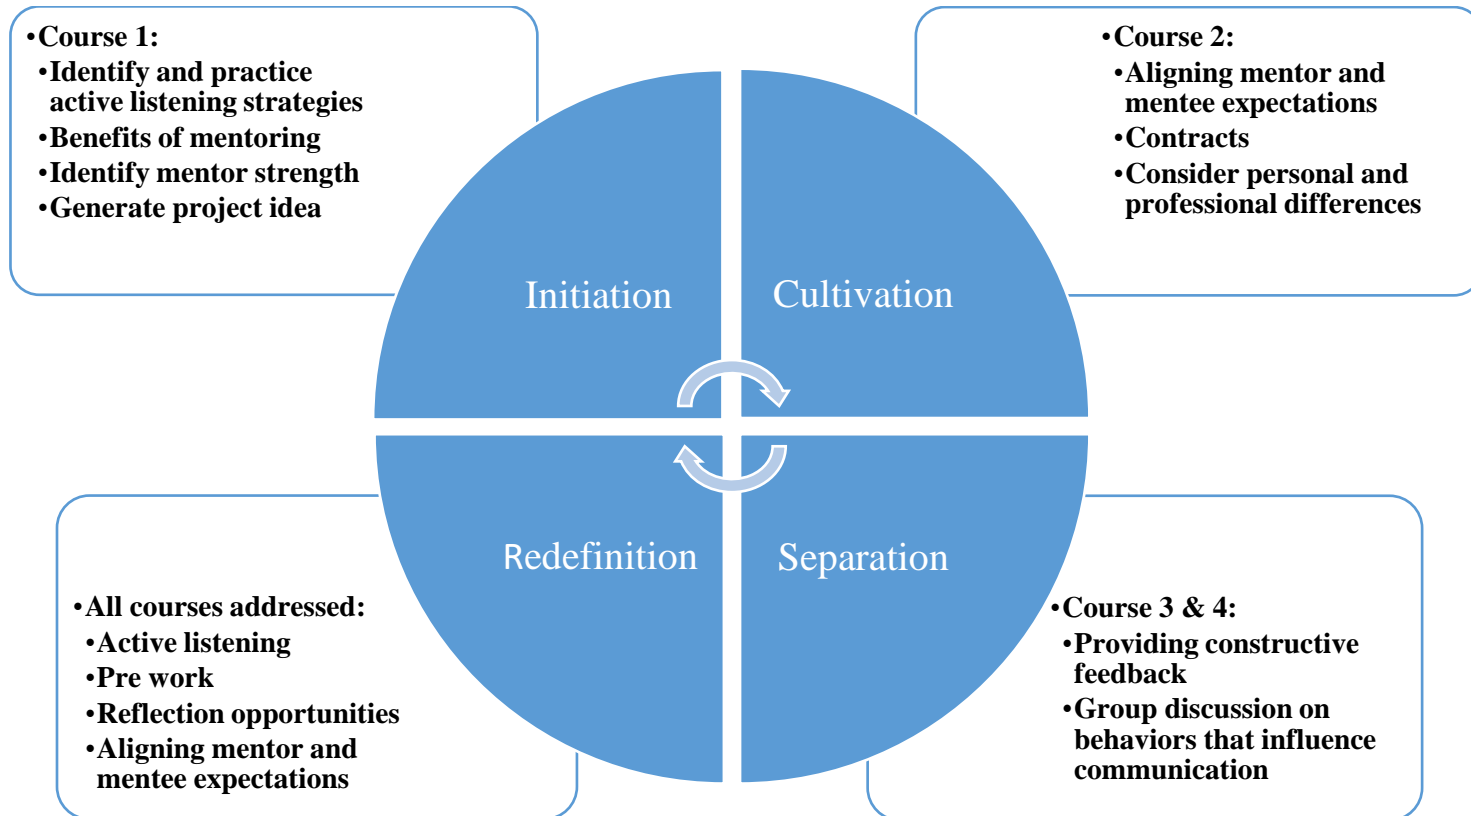 •Course 1:
•Identify and practice
active listening strategies
•Benefits of mentoring
•Identify mentor strength
•Generate project idea
•Course 2:
•Aligning mentor and
mentee expectations
•Contracts
•Consider personal and
professional differences
Initiation
Cultivation
Redefinition
Separation
•All courses addressed:
•Active listening
•Pre work
•Reflection opportunities
•Aligning mentor and
mentee expectations
•Course 3 & 4:
•Providing constructive
feedback
•Group discussion on
behaviors that influence
communication